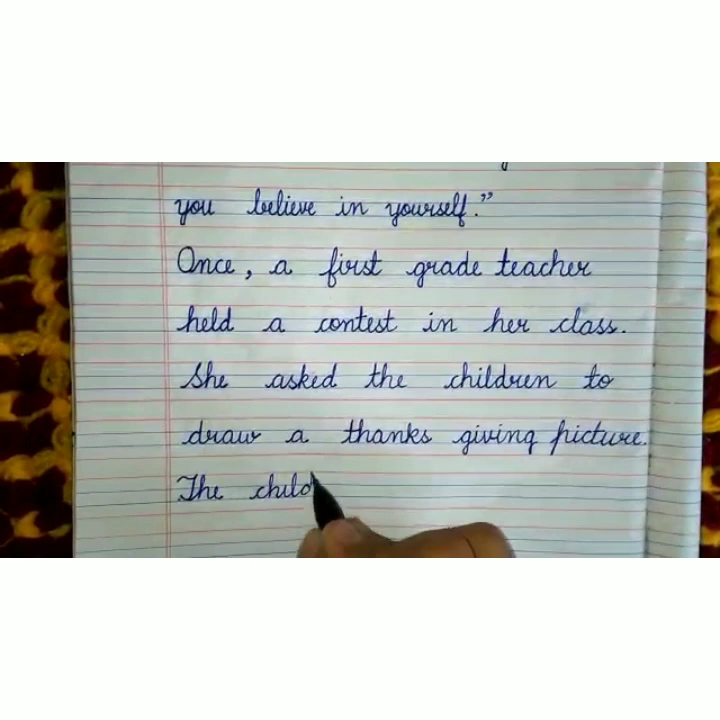 you believe in yourself.”
Once, a first grade teacher
held a contest in her class.
She asked the children to
draw a thanks giving picture.
The child